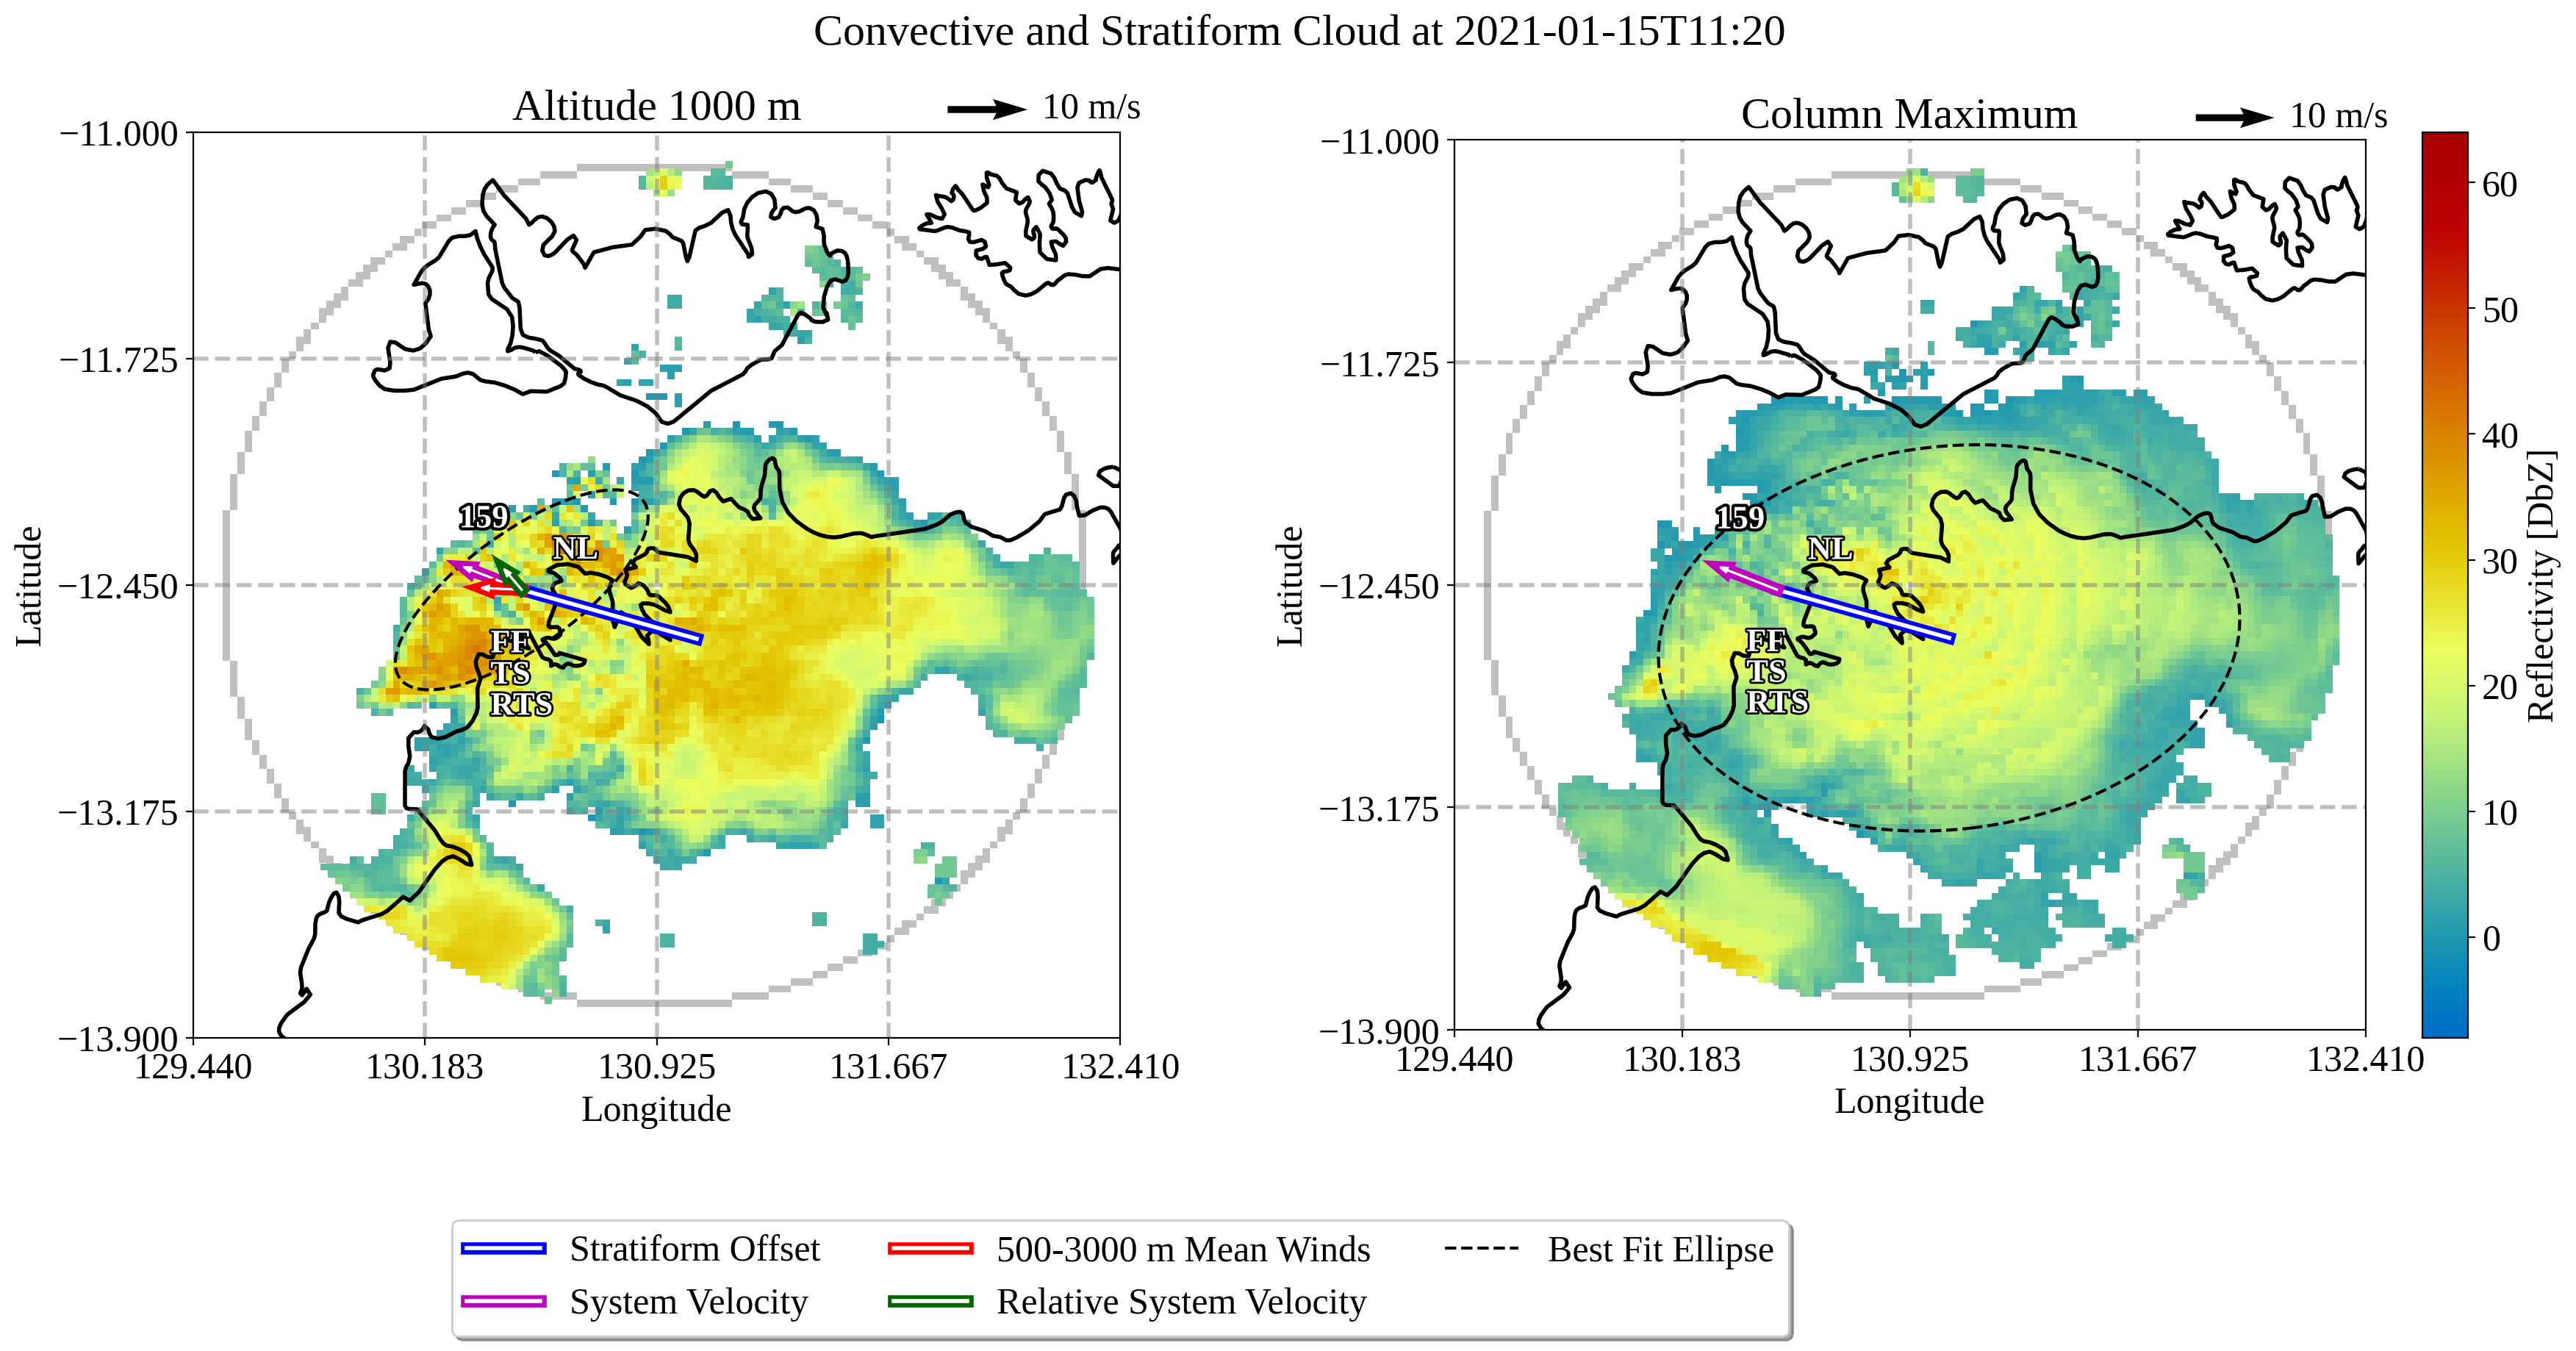 Convective and Stratiform Cloud at 2021-01-15T11:20
Altitude 1000 m
10 m/s
−11.000
−11.725
−12.450
−13.175
−13.900
129.440
130.183
130.925
131.667
132.410
Latitude
Longitude
159
NL
FF
TS
RTS
Column Maximum
10 m/s
−11.000
−11.725
−12.450
−13.175
−13.900
129.440
130.183
130.925
131.667
132.410
Latitude
Longitude
159
NL
FF
TS
RTS
60
50
40
30
20
10
0
Reflectivity [DbZ]
Stratiform Offset
System Velocity
500-3000 m Mean Winds
Relative System Velocity
Best Fit Ellipse